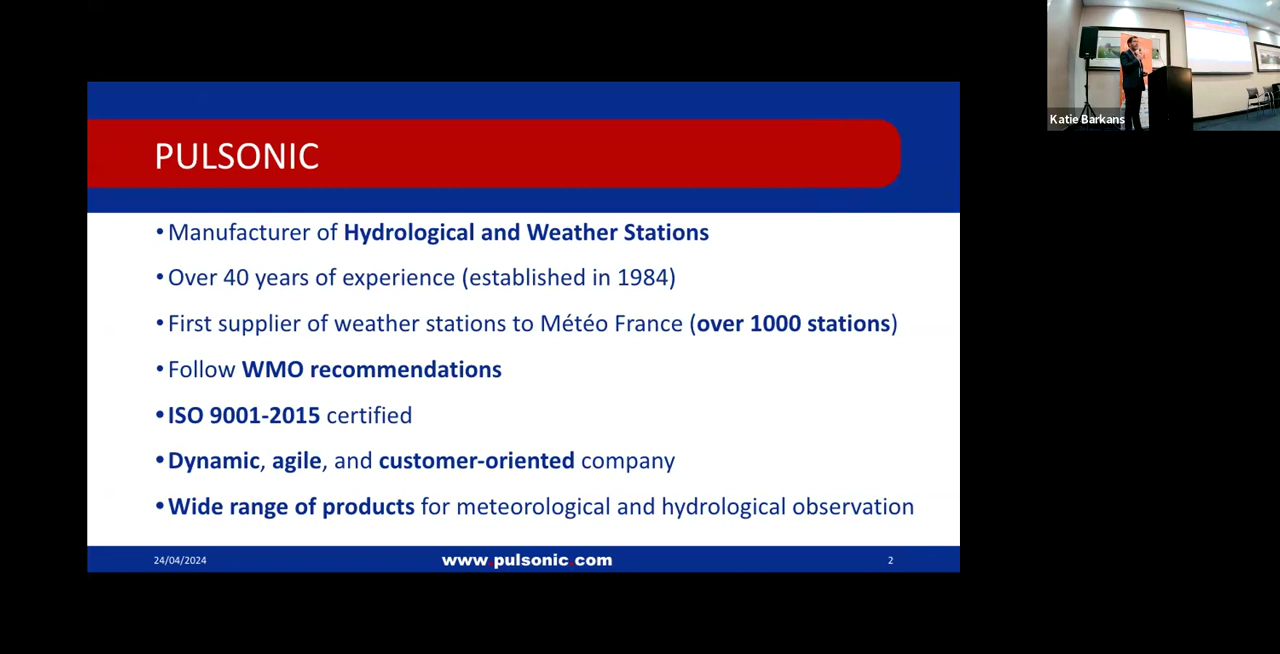 PULSONIC
• Manufacturer of Hydrological and Weather Stations
• Over 40 years of experience (established in 1984)
• First supplier of weather stations to Météo France (over 1000 stations)
• Follow WMO recommendations
• ISO 9001-2015 certified
• Dynamic, agile, and customer-oriented company
• Wide range of products for meteorological and hydrological observation
24/04/2024
www.pulsonic.com
2
Katie Barkans